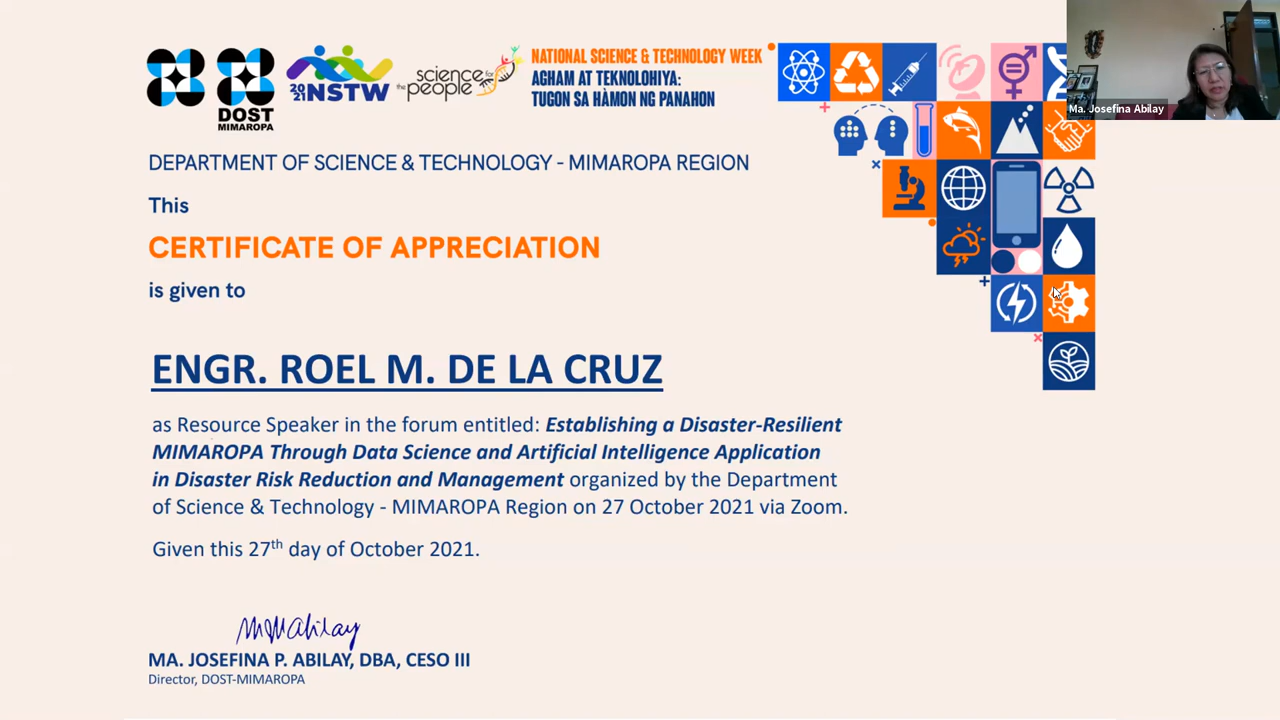 DOST
MIMAROPA
2021 NSTW
science for the people
NATIONAL SCIENCE & TECHNOLOGY WEEK
AGHAM AT TEKNOLOHIYA:
TUGON SA HÀMON NG PANAHON
Ma. Josefina Abilay
DEPARTMENT OF SCIENCE & TECHNOLOGY - MIMAROPA REGION
This
CERTIFICATE OF APPRECIATION
is given to
ENGR. ROEL M. DE LA CRUZ
as Resource Speaker in the forum entitled: Establishing a Disaster-Resilient
MIMAROPA Through Data Science and Artificial Intelligence Application
in Disaster Risk Reduction and Management organized by the Department
of Science & Technology - MIMAROPA Region on 27 October 2021 via Zoom.
Given this 27th day of October 2021.
MA. JOSEFINA P. ABILAY, DBA, CESO III
Director, DOST-MIMAROPA